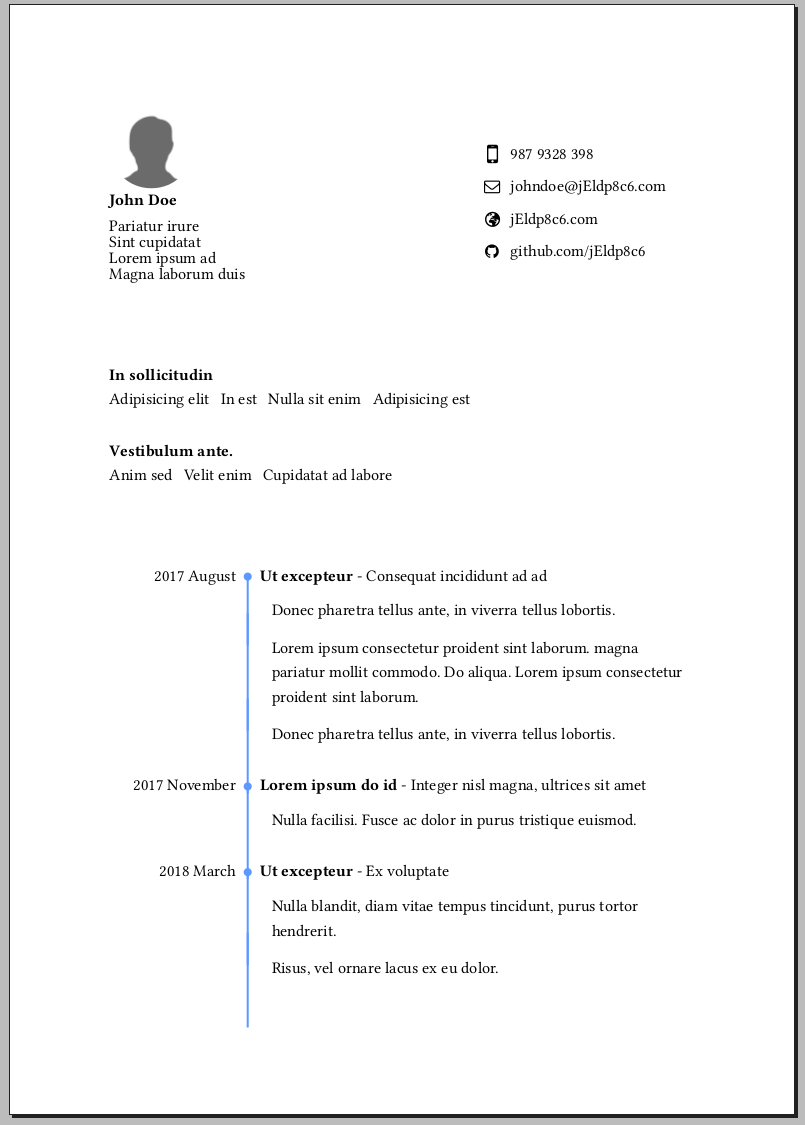 John Doe
Pariatur irure
Sint cupidatat
Lorem ipsum ad
Magna laborum duis
987 9328 398
johndoe@jEldp8c6.com
jEldp8c6.com
github.com/jEldp8c6
In sollicitudin
Adipisicing elit In est Nulla sit enim Adipisicing est
Vestibulum ante.
Anim sed Velit enim Cupidatat ad labore
2017 August Ut excepteur - Consequat incididunt ad ad
Donec pharetra tellus ante, in viverra tellus lobortis.
Lorem ipsum consectetur proident sint laborum. magna
pariatur mollit commodo. Do aliqua. Lorem ipsum consectetur
proident sint laborum.
Donec pharetra tellus ante, in viverra tellus lobortis.
2017 November Lorem ipsum do id - Integer nisl magna, ultrices sit amet
Nulla facilisi. Fusce ac dolor in purus tristique euismod.
2018 March Ut excepteur - Ex voluptate
Nulla blandit, diam vitae tempus tincidunt, purus tortor
hendrerit.
Risus, vel ornare lacus ex eu dolor.